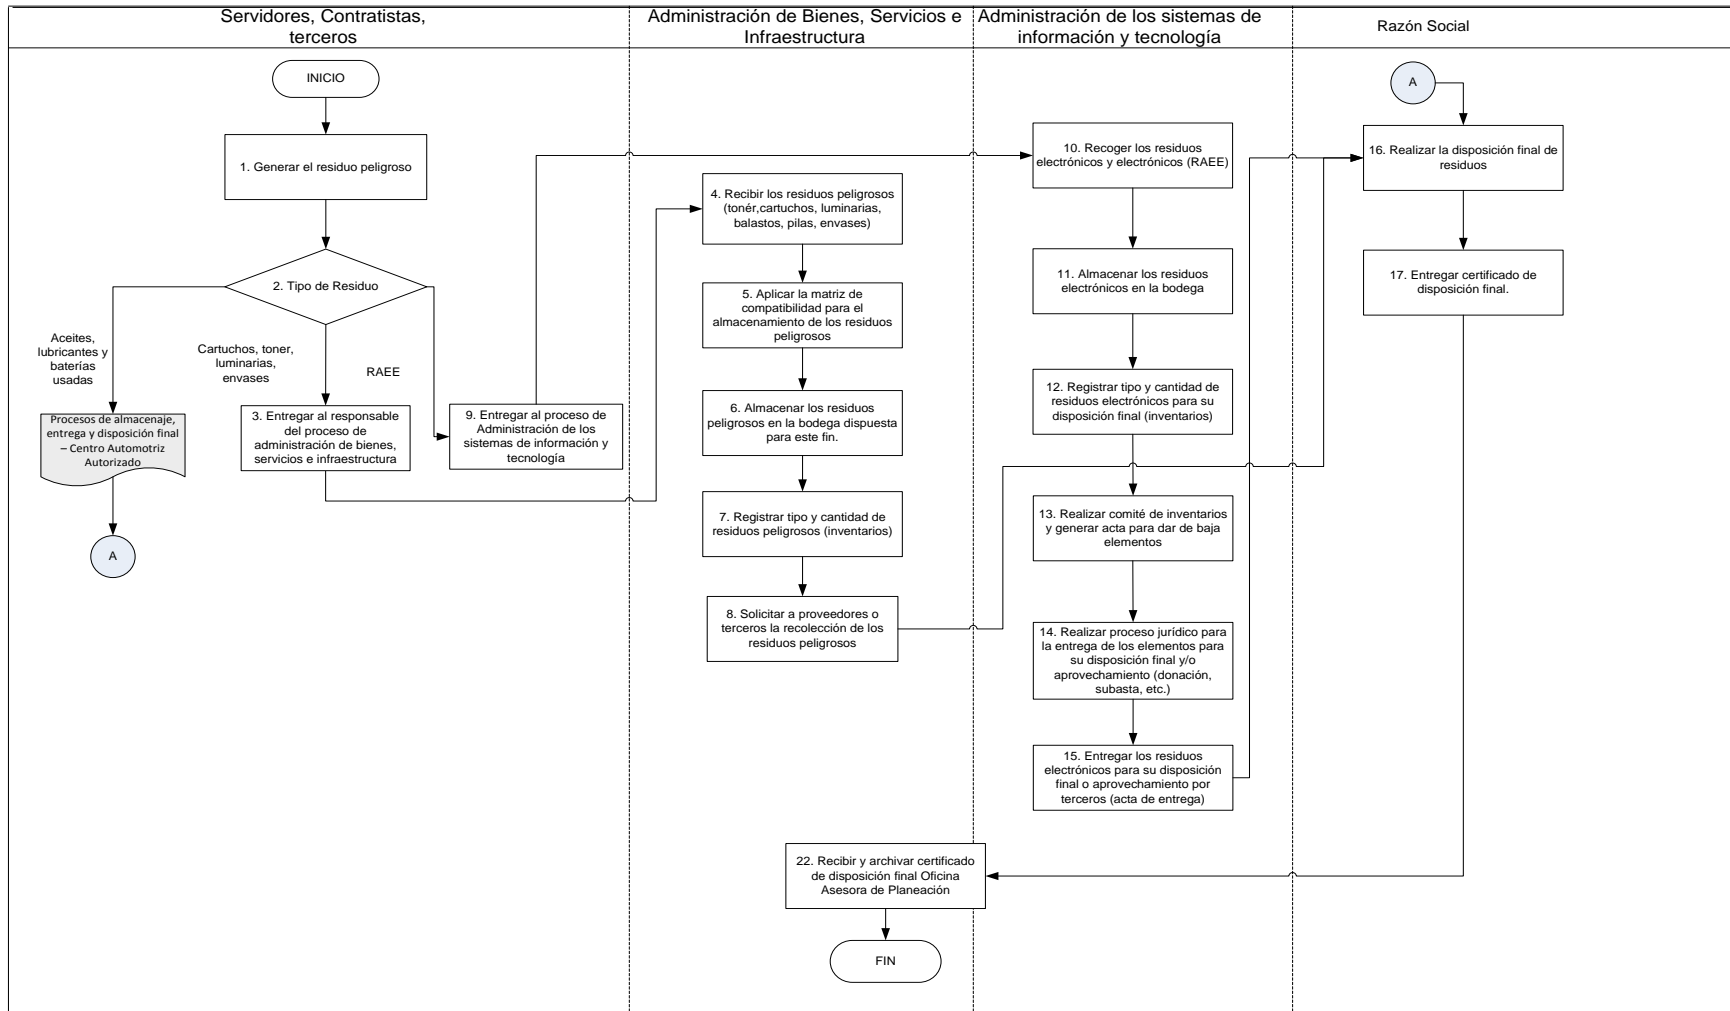 Servidores, Contratistas,
terceros
Administración de Bienes, Servicios e
Infraestructura
Administración de los sistemas de
información y tecnología
Razón Social
INICIO
1. Generar el residuo peligroso
2. Tipo de Residuo
Aceites,
lubricantes y
baterías
usadas
Cartuchos, toner,
luminarias,
envases
RAEE
Procesos de almacenaje,
entrega y disposición final
– Centro Automotriz
Autorizado
A
3. Entregar al responsable
del proceso de
administración de bienes,
servicios e infraestructura
9. Entregar al proceso de
Administración de los
sistemas de información y
tecnología
4. Recibir los residuos peligrosos
(tonér,cartuchos, luminarias,
balastos, pilas, envases)
5. Aplicar la matriz de
compatibilidad para el
almacenamiento de los residuos
peligrosos
6. Almacenar los residuos
peligrosos en la bodega dispuesta
para este fin.
7. Registrar tipo y cantidad de
residuos peligrosos (inventarios)
8. Solicitar a proveedores o
terceros la recolección de los
residuos peligrosos
10. Recoger los residuos
electrónicos y electrónicos (RAEE)
11. Almacenar los residuos
electrónicos en la bodega
12. Registrar tipo y cantidad de
residuos electrónicos para su
disposición final (inventarios)
13. Realizar comité de inventarios
y generar acta para dar de baja
elementos
14. Realizar proceso jurídico para
la entrega de los elementos para
su disposición final y/o
aprovechamiento (donación,
subasta, etc.)
15. Entregar los residuos
electrónicos para su disposición
final o aprovechamiento por
terceros (acta de entrega)
A
16. Realizar la disposición final de
residuos
17. Entregar certificado de
disposición final.
22. Recibir y archivar certificado
de disposición final Oficina
Asesora de Planeación
FIN